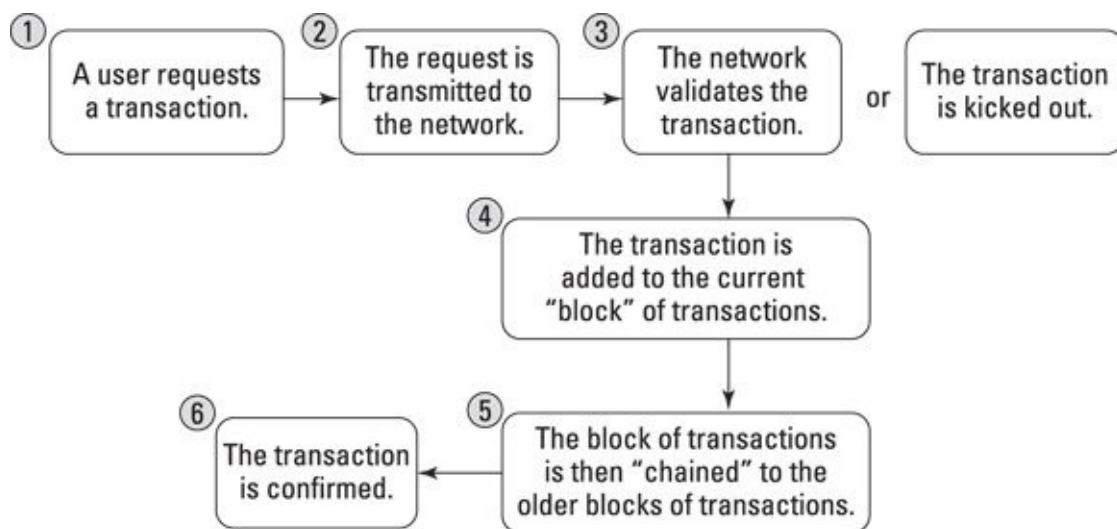 1
A user requests
a transaction.
2
The request is
transmitted to
the network.
3
The network
validates the
transaction.
or
The transaction
is kicked out.
4
The transaction is
added to the current
“block” of transactions.
5
The block of transactions
is then “chained” to the
older blocks of transactions.
6
The transaction
is confirmed.